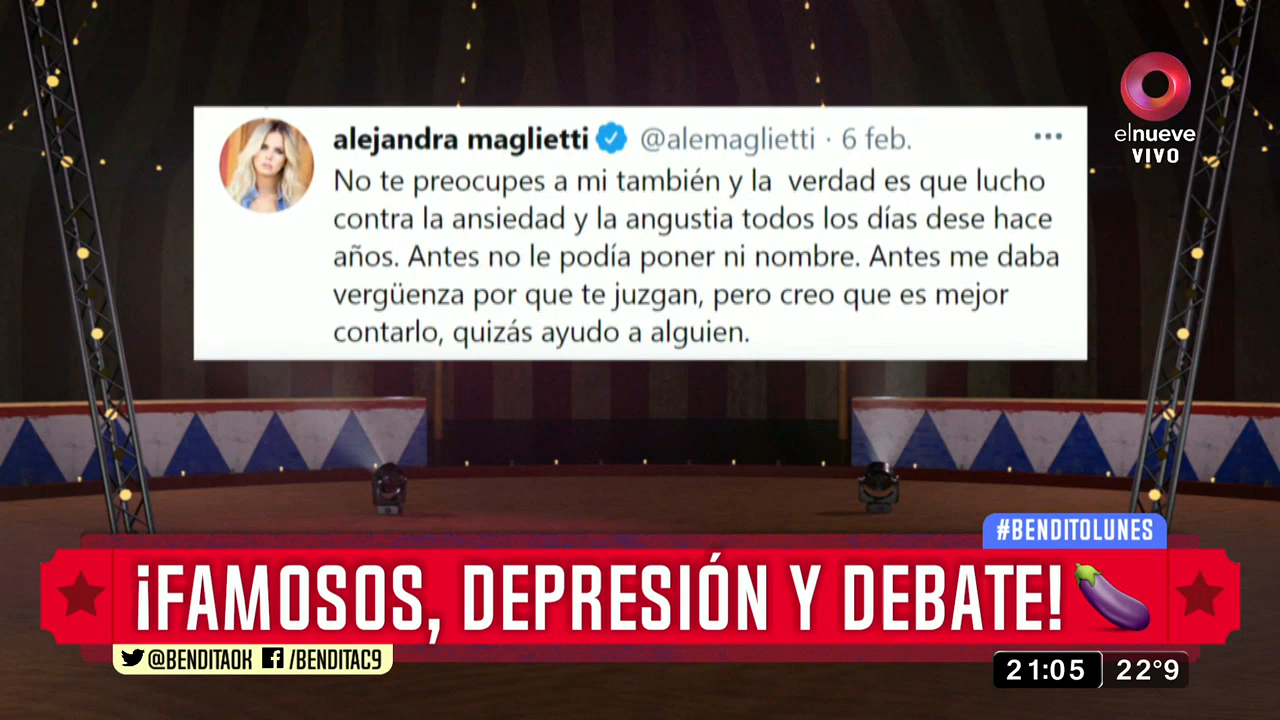 elnueve
VIVO
alejandra maglietti @alemaglietti · 6 feb.
No te preocupes a mi también y la verdad es que lucho
contra la ansiedad y la angustia todos los días dese hace
años. Antes no le podía poner ni nombre. Antes me daba
vergüenza por que te juzgan, pero creo que es mejor
contarlo, quizás ayudo a alguien.
#BENDITOLUNES
¡FAMOSOS, DEPRESIÓN Y DEBATE!🍆
@BENDITAOK /BENDITAC9
21:05 22°9